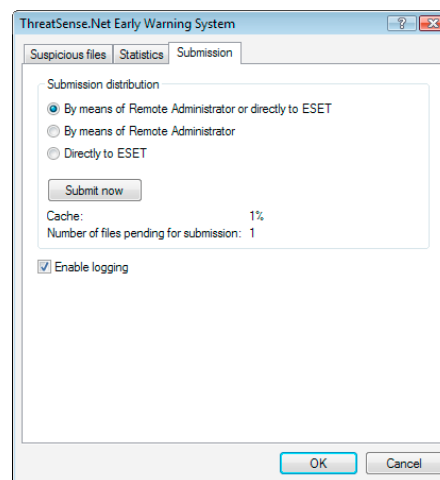 ThreatSense.Net Early Warning System
Suspicious files Statistics Submission
Submission distribution
By means of Remote Administrator or directly to ESET
By means of Remote Administrator
Directly to ESET
Submit now
Cache: 1%
Number of files pending for submission: 1
Enable logging
OK Cancel